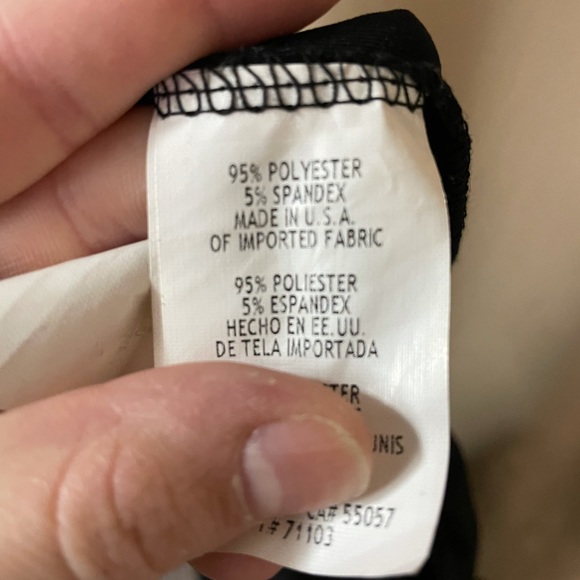 95% POLYESTER
5% SPANDEX
MADE IN U.S.A.
OF IMPORTED FABRIC
95% POLIESTER
5% ESPANDEX
HECHO EN EE.UU.
DE TELA IMPORTADA
CA# 55057
# 71103